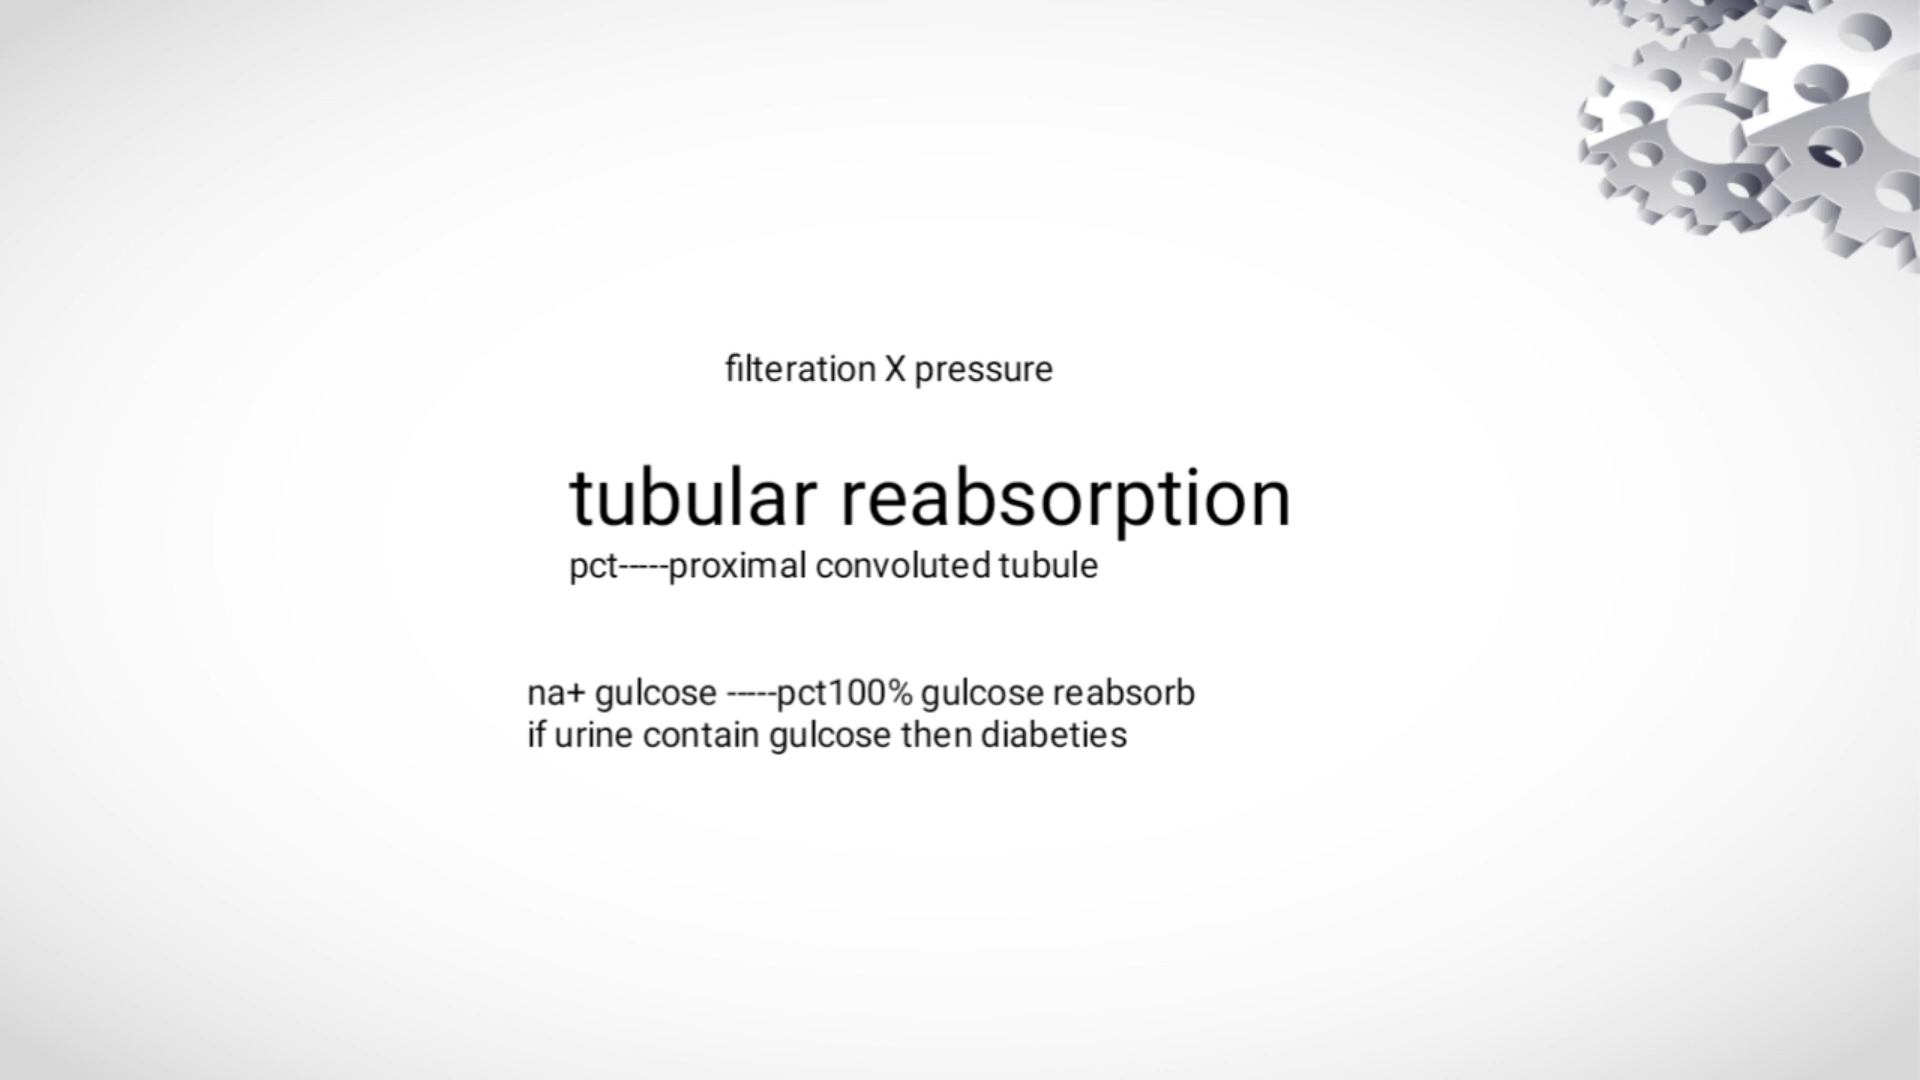 filteration X pressure
tubular reabsorption
pct-----proximal convoluted tubule
na+ gulcose -----pct100% gulcose reabsorb
if urine contain gulcose then diabeties